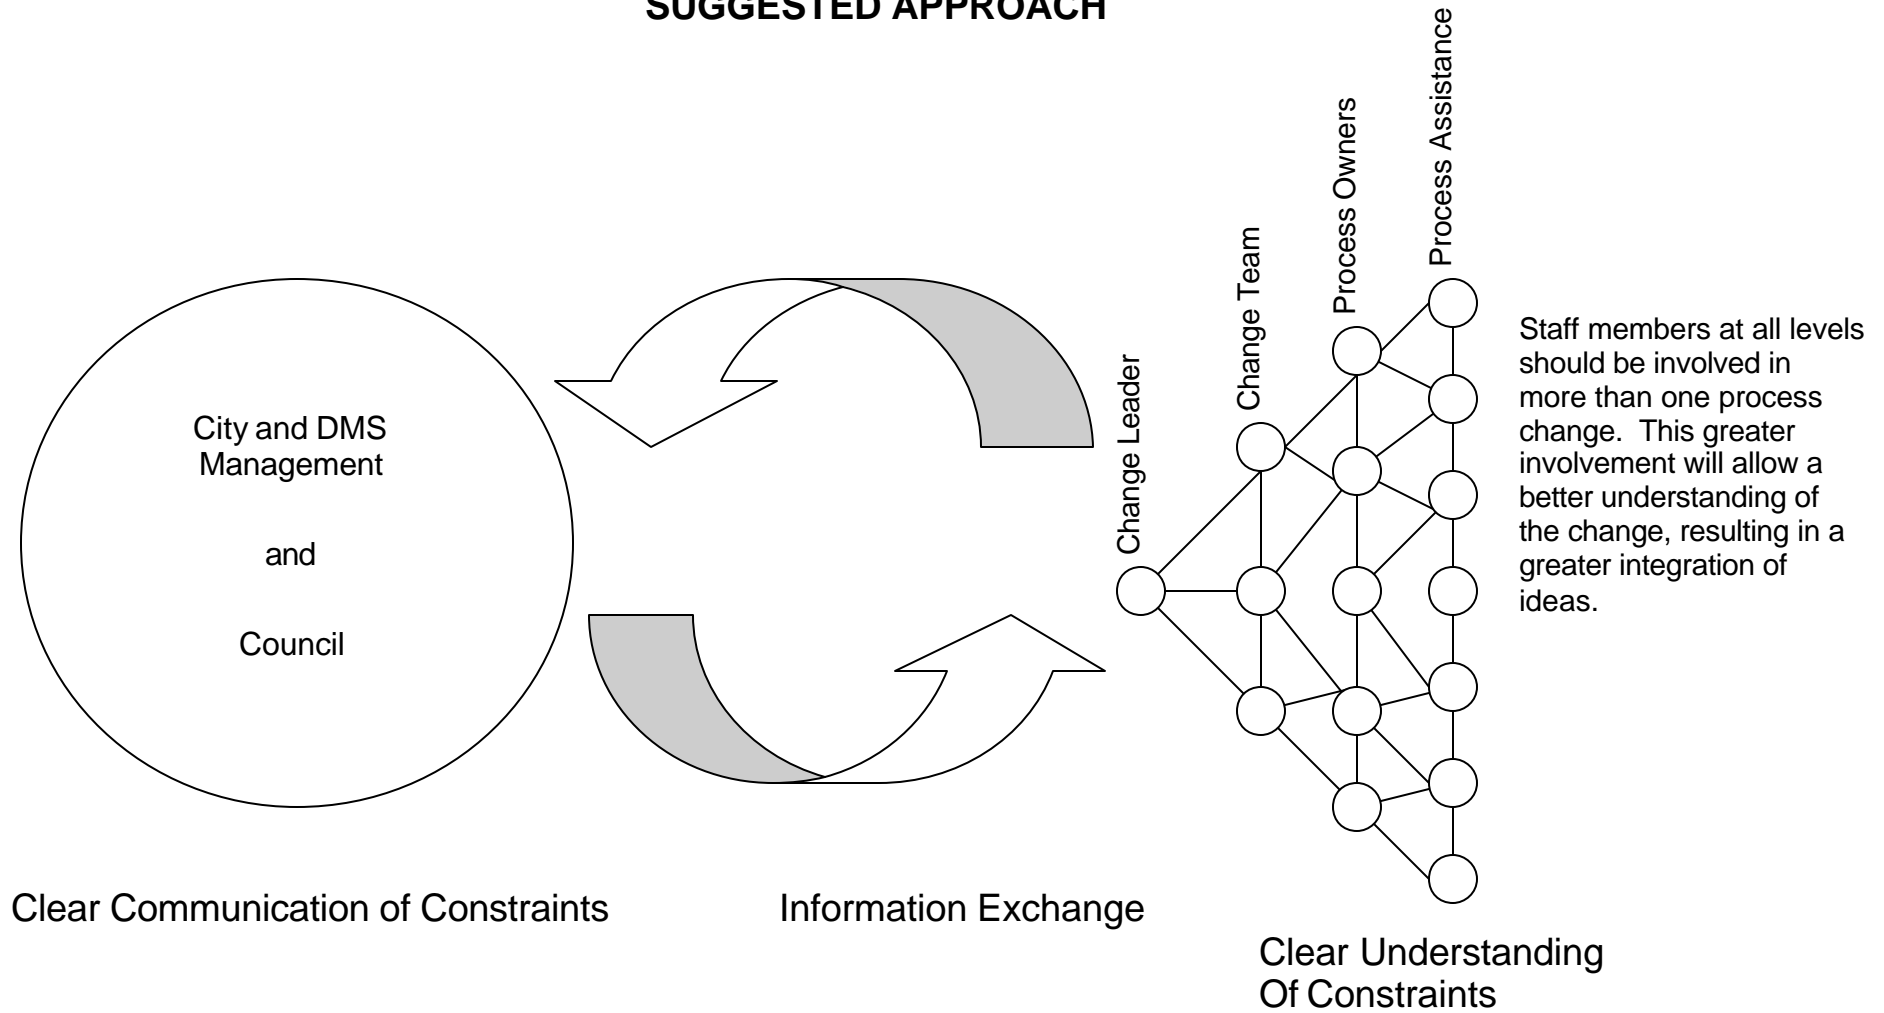 SUGGESTED APPROACH
City and DMS
Management
and
Council
Change Leader
Change Team
Process Owners
Process Assistance
Staff members at all levels
should be involved in
more than one process
change.  This greater
involvement will allow a
better understanding of
the change, resulting in a
greater integration of
ideas.
Clear Communication of Constraints
Information Exchange
Clear Understanding
Of Constraints